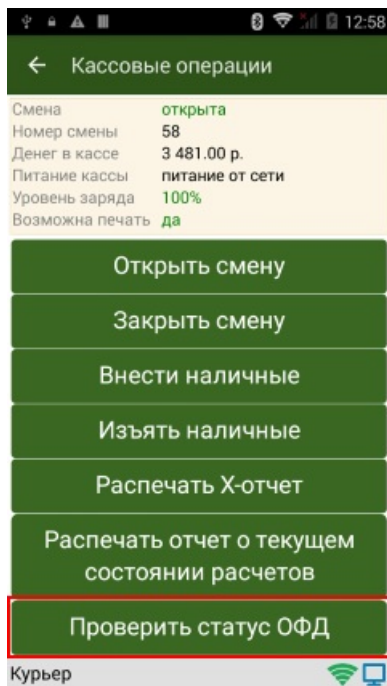 12:58
Кассовые операции
Смена открыта
Номер смены 58
Денег в кассе 3 481.00 р.
Питание кассы питание от сети
Уровень заряда 100%
Возможна печать да
Открыть смену
Закрыть смену
Внести наличные
Изъять наличные
Распечать X-отчет
Распечать отчет о текущем
состоянии расчетов
Проверить статус ОФД
Курьер